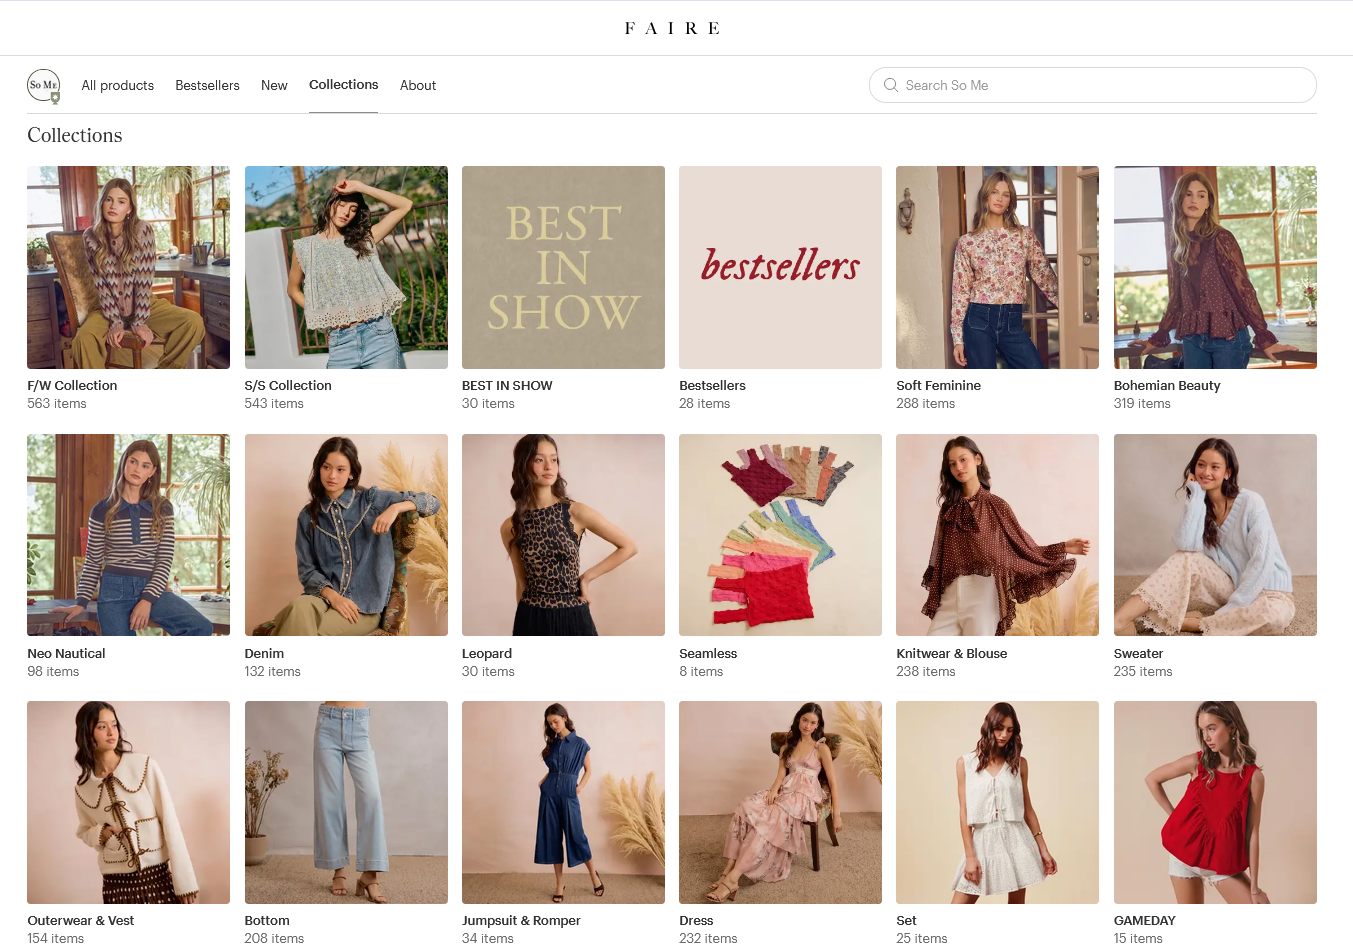 FAIRE
So Me
All products
Bestsellers
New
Collections
About
Search So Me
Collections
BEST
IN
SHOW
bestsellers
F/W Collection
563 items
S/S Collection
543 items
BEST IN SHOW
30 items
Bestsellers
28 items
Soft Feminine
288 items
Bohemian Beauty
319 items
Neo Nautical
98 items
Denim
132 items
Leopard
30 items
Seamless
8 items
Knitwear & Blouse
238 items
Sweater
235 items
Outerwear & Vest
154 items
Bottom
208 items
Jumpsuit & Romper
34 items
Dress
232 items
Set
25 items
GAMEDAY
15 items